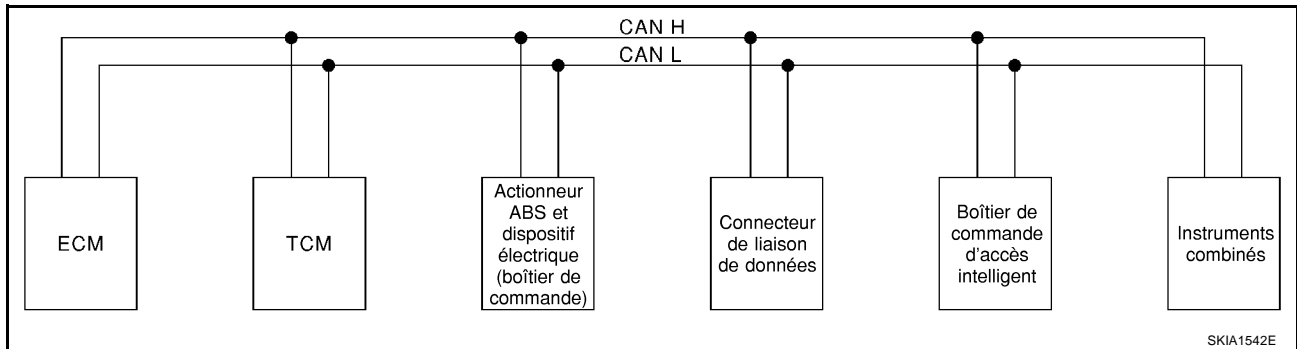 CAN H
CAN L
ECM
TCM
Actionneur
ABS et
dispositif
électrique
(boîtier de
commande)
Connecteur
de liaison
de données
Boîtier de
commande
d'accès
intelligent
Instruments
combinés
SKIA1542E